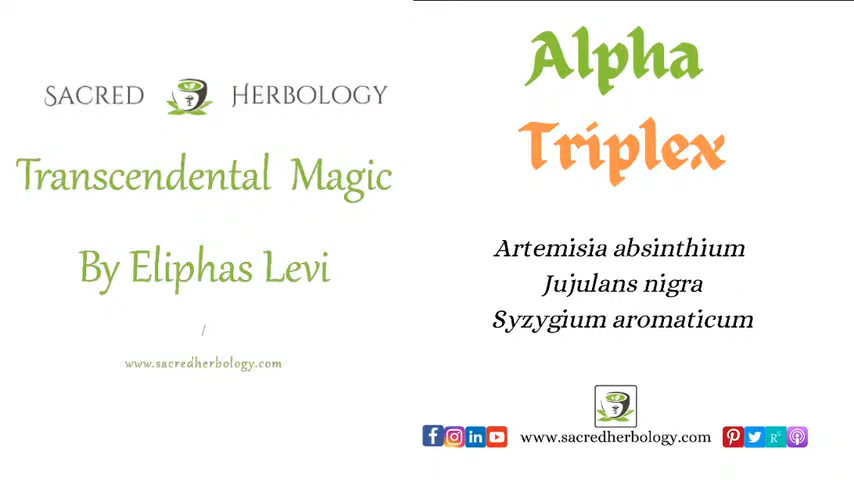 Sacred Herbology
Transcendental Magic
By Eliphas Levi
/
www.sacredherbology.com
Alpha
Triplex
Artemisia absinthium
Jujulans nigra
Syzygium aromaticum
www.sacredherbology.com